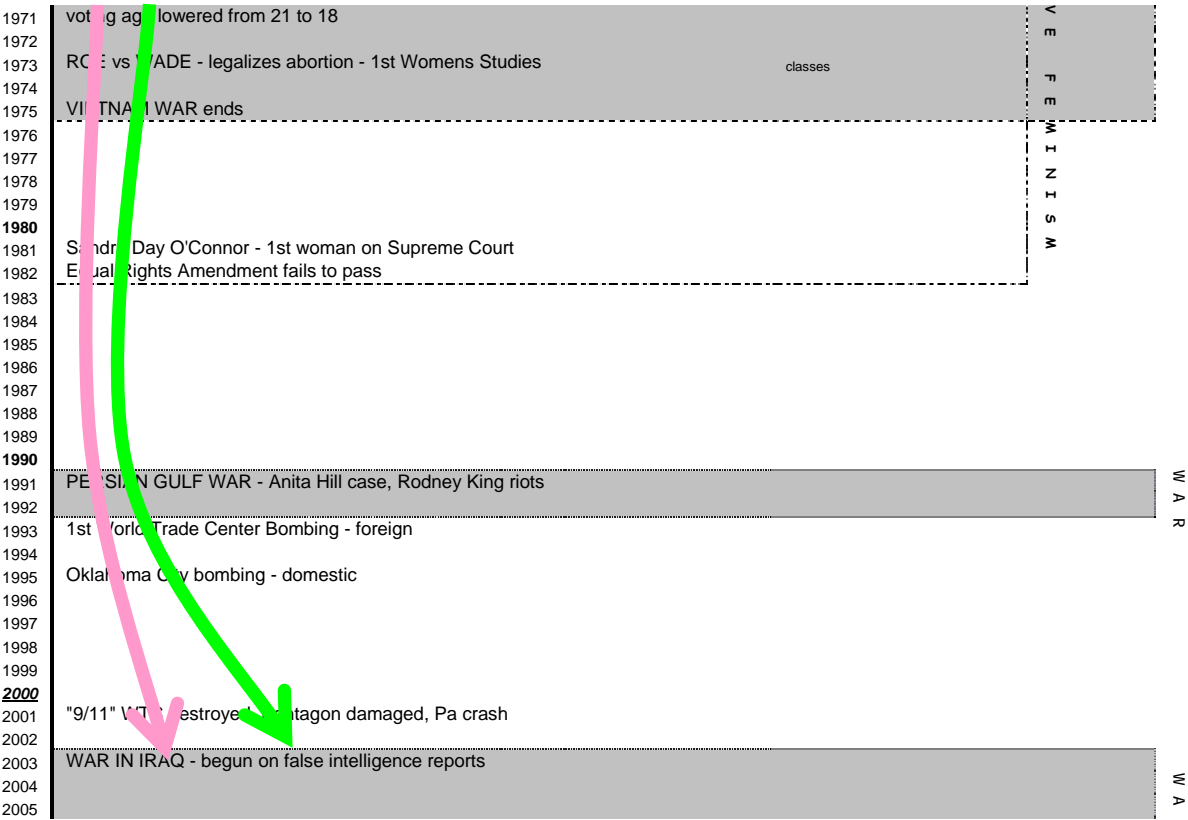 1971 voting age lowered from 21 to 18
1972
1973 ROE vs WADE - legalizes abortion - 1st Womens Studies classes
1974
1975 VIETNAM WAR ends
1976
1977
1978
1979
1980
1981 Sandra Day O'Connor - 1st woman on Supreme Court
1982 Equal Rights Amendment fails to pass
1983
1984
1985
1986
1987
1988
1989
1990
1991 PERSIAN GULF WAR - Anita Hill case, Rodney King riots
1992
1993 1st World Trade Center Bombing - foreign
1994
1995 Oklahoma City bombing - domestic
1996
1997
1998
1999
2000
2001 "9/11" WTC destroyed, Pentagon damaged, Pa crash
2002
2003 WAR IN IRAQ - begun on false intelligence reports
2004
2005
VE FEMINISM
WAR
WA